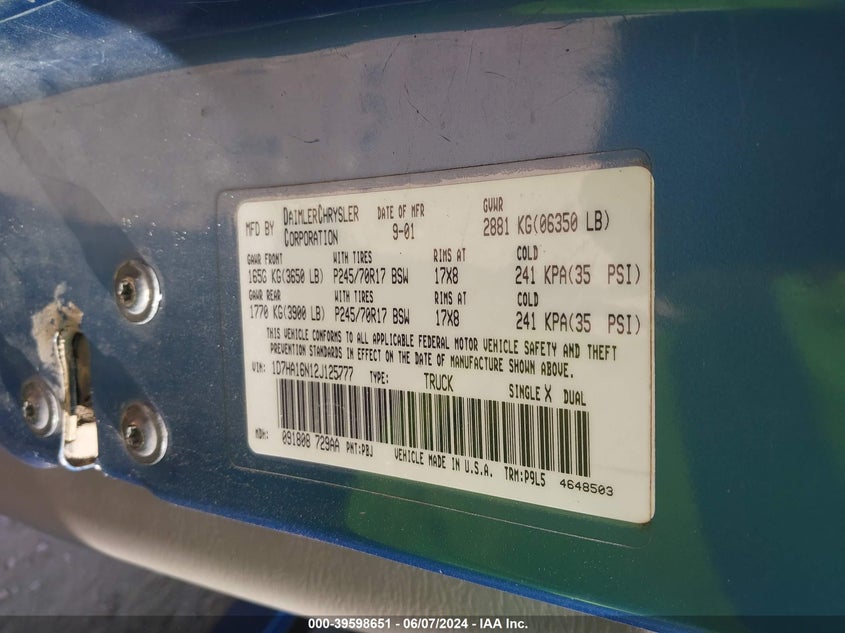 MFD BY DAIMLERCHRYSLER CORPORATION DATE OF MFR 9-01 GVWR 2881 KG(06350 LB)
GAWR FRONT WITH TIRES RIMS AT COLD
1656 KG(3650 LB) P245/70R17 BSW 17X8 241 KPA(35 PSI)
GAWR REAR WITH TIRES RIMS AT COLD
1770 KG(3900 LB) P245/70R17 BSW 17X8 241 KPA(35 PSI)
THIS VEHICLE CONFORMS TO ALL APPLICABLE FEDERAL MOTOR VEHICLE SAFETY AND THEFT
PREVENTION STANDARDS IN EFFECT ON THE DATE OF MANUFACTURE SHOWN ABOVE.
VIN: 1D7HA16N12J125777 TYPE: TRUCK SINGLE X DUAL
MDH: 091808 729AA PNT:PBJ VEHICLE MADE IN U.S.A. TRM:P9L5 4648503
000-39598651 / 06/07/2024 - IAA Inc.